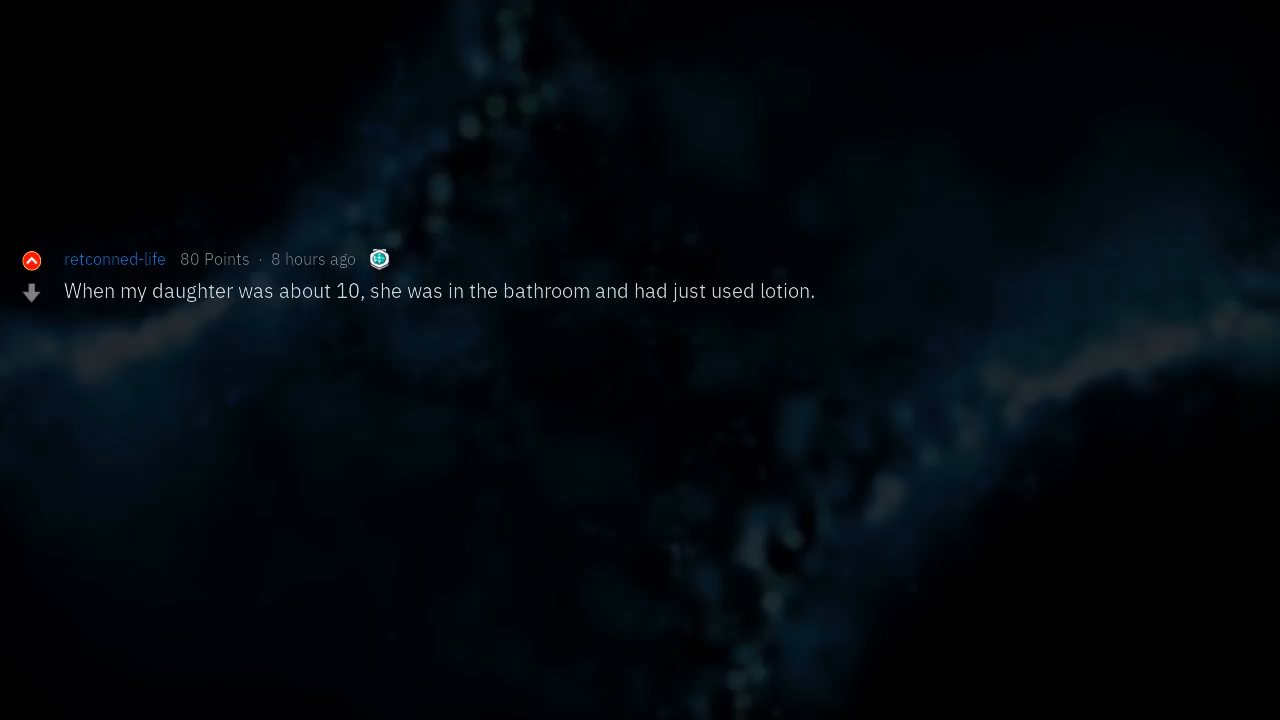 retconned-life 80 Points · 8 hours ago
When my daughter was about 10, she was in the bathroom and had just used lotion.